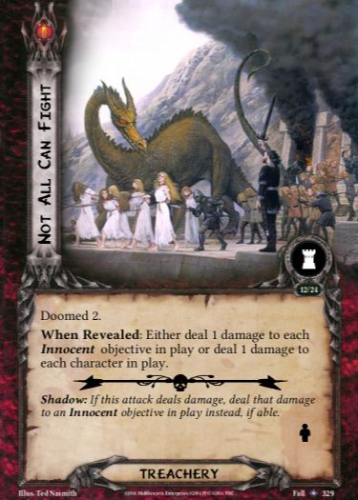 NOT ALL CAN FIGHT
12/24
Doomed 2.
When Revealed: Either deal 1 damage to each
Innocent objective in play or deal 1 damage to
each character in play.
Shadow: If this attack deals damage, deal that damage
to an Innocent objective in play instead, if able.
TREACHERY
Illus. Ted Nasmith
Fall
329